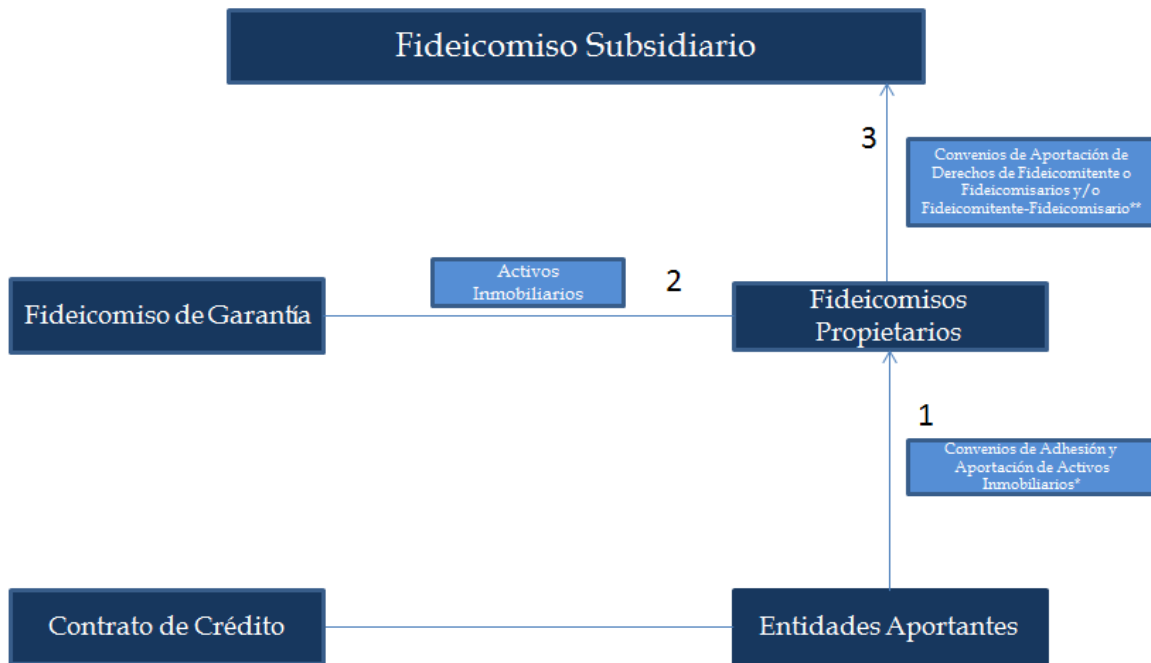 Fideicomiso Subsidiario
3
Convenios de Aportación de
Derechos de Fideicomitente o
Fideicomisarios y/o
Fideicomitente-Fideicomisario**
Activos
Inmobiliarios
2
Fideicomiso de Garantía
Fideicomisos
Propietarios
1
Convenios de Adhesión y
Aportación de Activos
Inmobiliarios*
Contrato de Crédito
Entidades Aportantes